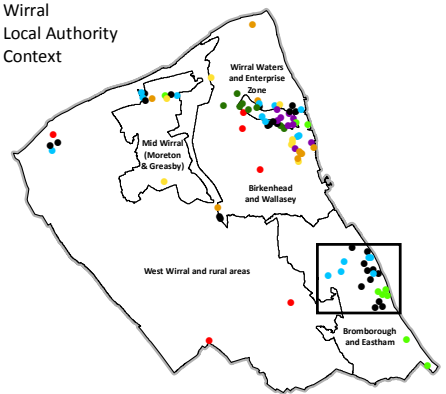 Wirral
Local Authority
Context
Wirral Waters
and Enterprise
Zone
Mid Wirral
(Moreton
& Greasby)
Birkenhead
and Wallasey
West Wirral and rural areas
Bromborough
and Eastham